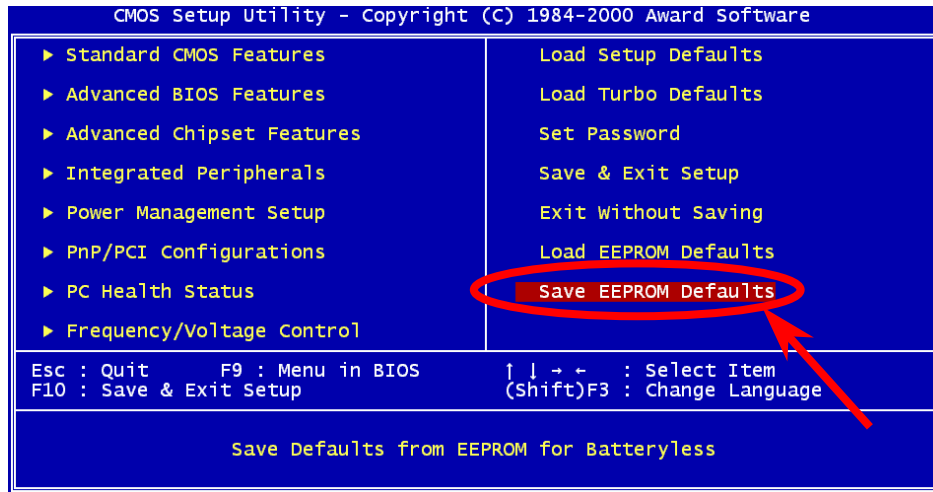 CMOS Setup Utility - Copyright (C) 1984-2000 Award Software
▶ Standard CMOS Features
▶ Advanced BIOS Features
▶ Advanced Chipset Features
▶ Integrated Peripherals
▶ Power Management Setup
▶ PnP/PCI Configurations
▶ PC Health Status
▶ Frequency/Voltage Control
Load Setup Defaults
Load Turbo Defaults
Set Password
Save & Exit Setup
Exit Without Saving
Load EEPROM Defaults
Save EEPROM Defaults
Esc : Quit F9 : Menu in BIOS
F10 : Save & Exit Setup
↑ ↓ → ← : Select Item
(Shift)F3 : Change Language
Save Defaults from EEPROM for Batteryless